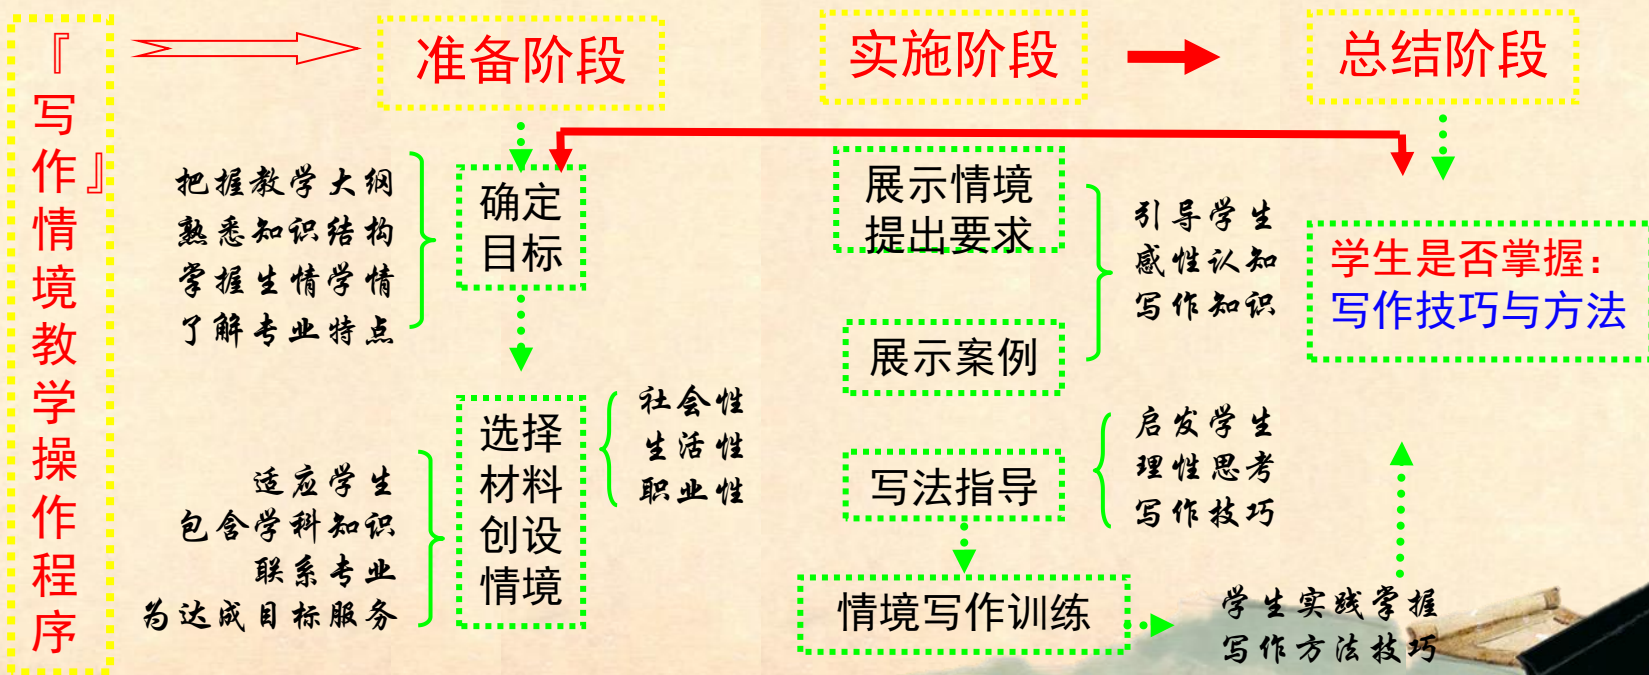 『写作』情境教学操作程序
准备阶段
把握教学大纲
熟悉知识结构
掌握生情学情
了解专业特点
确定
目标
适应学生
包含学科知识
联系专业
为达成目标服务
选择
材料
创设
情境
社会性
生活性
职业性
实施阶段
展示情境
提出要求
展示案例
引导学生
感性认知
写作知识
写法指导
启发学生
理性思考
写作技巧
情境写作训练
学生实践掌握
写作方法技巧
总结阶段
学生是否掌握：
写作技巧与方法